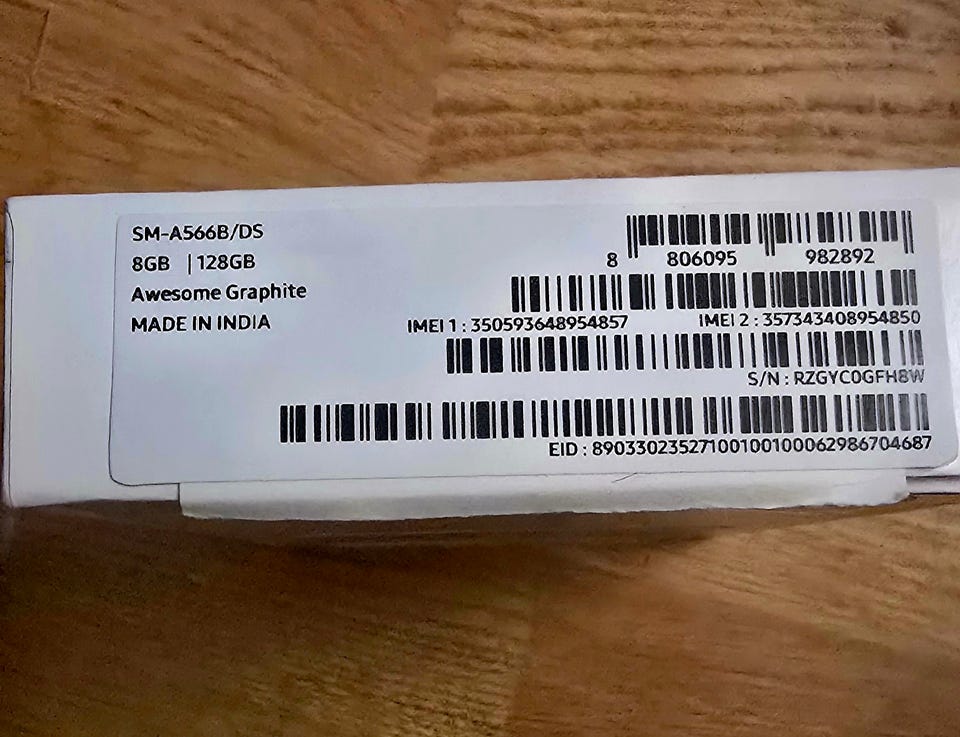 SM-A566B/DS
8GB | 128GB
Awesome Graphite
MADE IN INDIA
8 806095 982892
IMEI 1 : 350593648954857 IMEI 2 : 357343408954850
S/N : RZGYC0GFH8W
EID : 89033023527100100100062986704687